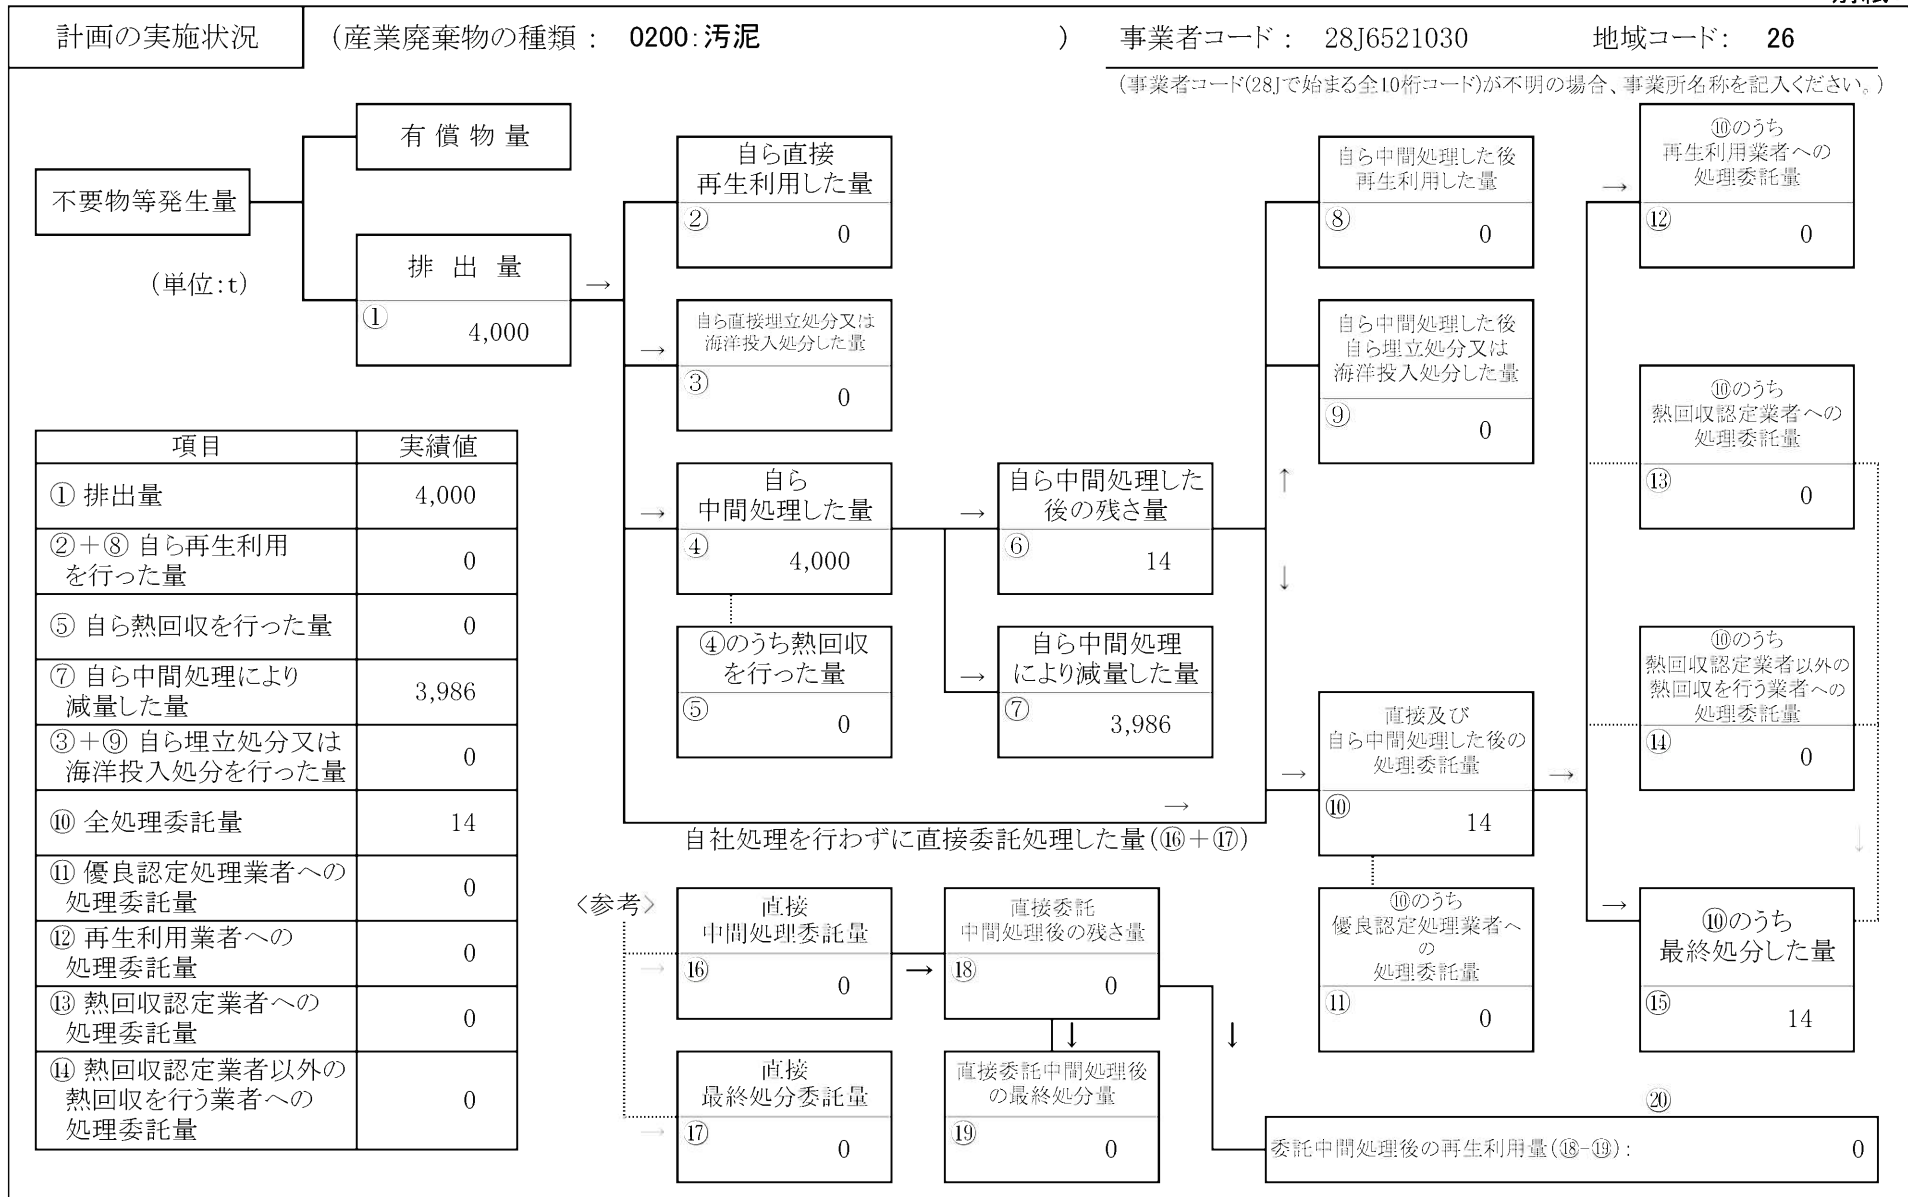 計画の実施状況
(産業廃棄物の種類： 0200：汚泥 )
事業者コード： 28J6521030 地域コード： 26
(事業者コード(28Jで始まる全10桁コード)が不明の場合、事業所名称を記入ください。)
不要物等発生量
(単位:t)
有償物量
排出量
→
① 4,000
自ら直接
再生利用した量
② 0
→
自ら直接埋立処分又は
海洋投入処分した量
③ 0
→
自ら
中間処理した量
④ 4,000
④のうち熱回収
を行った量
⑤ 0
→
自ら中間処理した
後の残さ量
⑥ 14
→
自ら中間処理
により減量した量
⑦ 3,986
自ら中間処理した後
再生利用した量
⑧ 0
自ら中間処理した後
自ら埋立処分又は
海洋投入処分した量
⑨ 0
↑
↓
→
直接及び
自ら中間処理した後の
処理委託量
⑩ 14
→
⑩のうち
優良認定処理業者へ
の
処理委託量
⑪ 0
→
⑩のうち
再生利用業者への
処理委託量
⑫ 0
⑩のうち
熱回収認定業者への
処理委託量
⑬ 0
⑩のうち
熱回収認定業者以外の
熱回収を行う業者への
処理委託量
⑭ 0
↓
→
⑩のうち
最終処分した量
⑮ 14
→
自社処理を行わずに直接委託処理した量(⑯＋⑰)
<参考>
→
直接
中間処理委託量
⑯ 0
→
直接委託
中間処理後の残さ量
⑱ 0
↓
↓
→
直接
最終処分委託量
⑰ 0
直接委託中間処理後
の最終処分量
⑲ 0
⑳
委託中間処理後の再生利用量(⑱-⑲)： 0
項目 実績値
① 排出量 4,000
②＋⑧ 自ら再生利用
を行った量 0
⑤ 自ら熱回収を行った量 0
⑦ 自ら中間処理により
減量した量 3,986
③＋⑨ 自ら埋立処分又は
海洋投入処分を行った量 0
⑩ 全処理委託量 14
⑪ 優良認定処理業者への
処理委託量 0
⑫ 再生利用業者への
処理委託量 0
⑬ 熱回収認定業者への
処理委託量 0
⑭ 熱回収認定業者以外の
熱回収を行う業者への
処理委託量 0